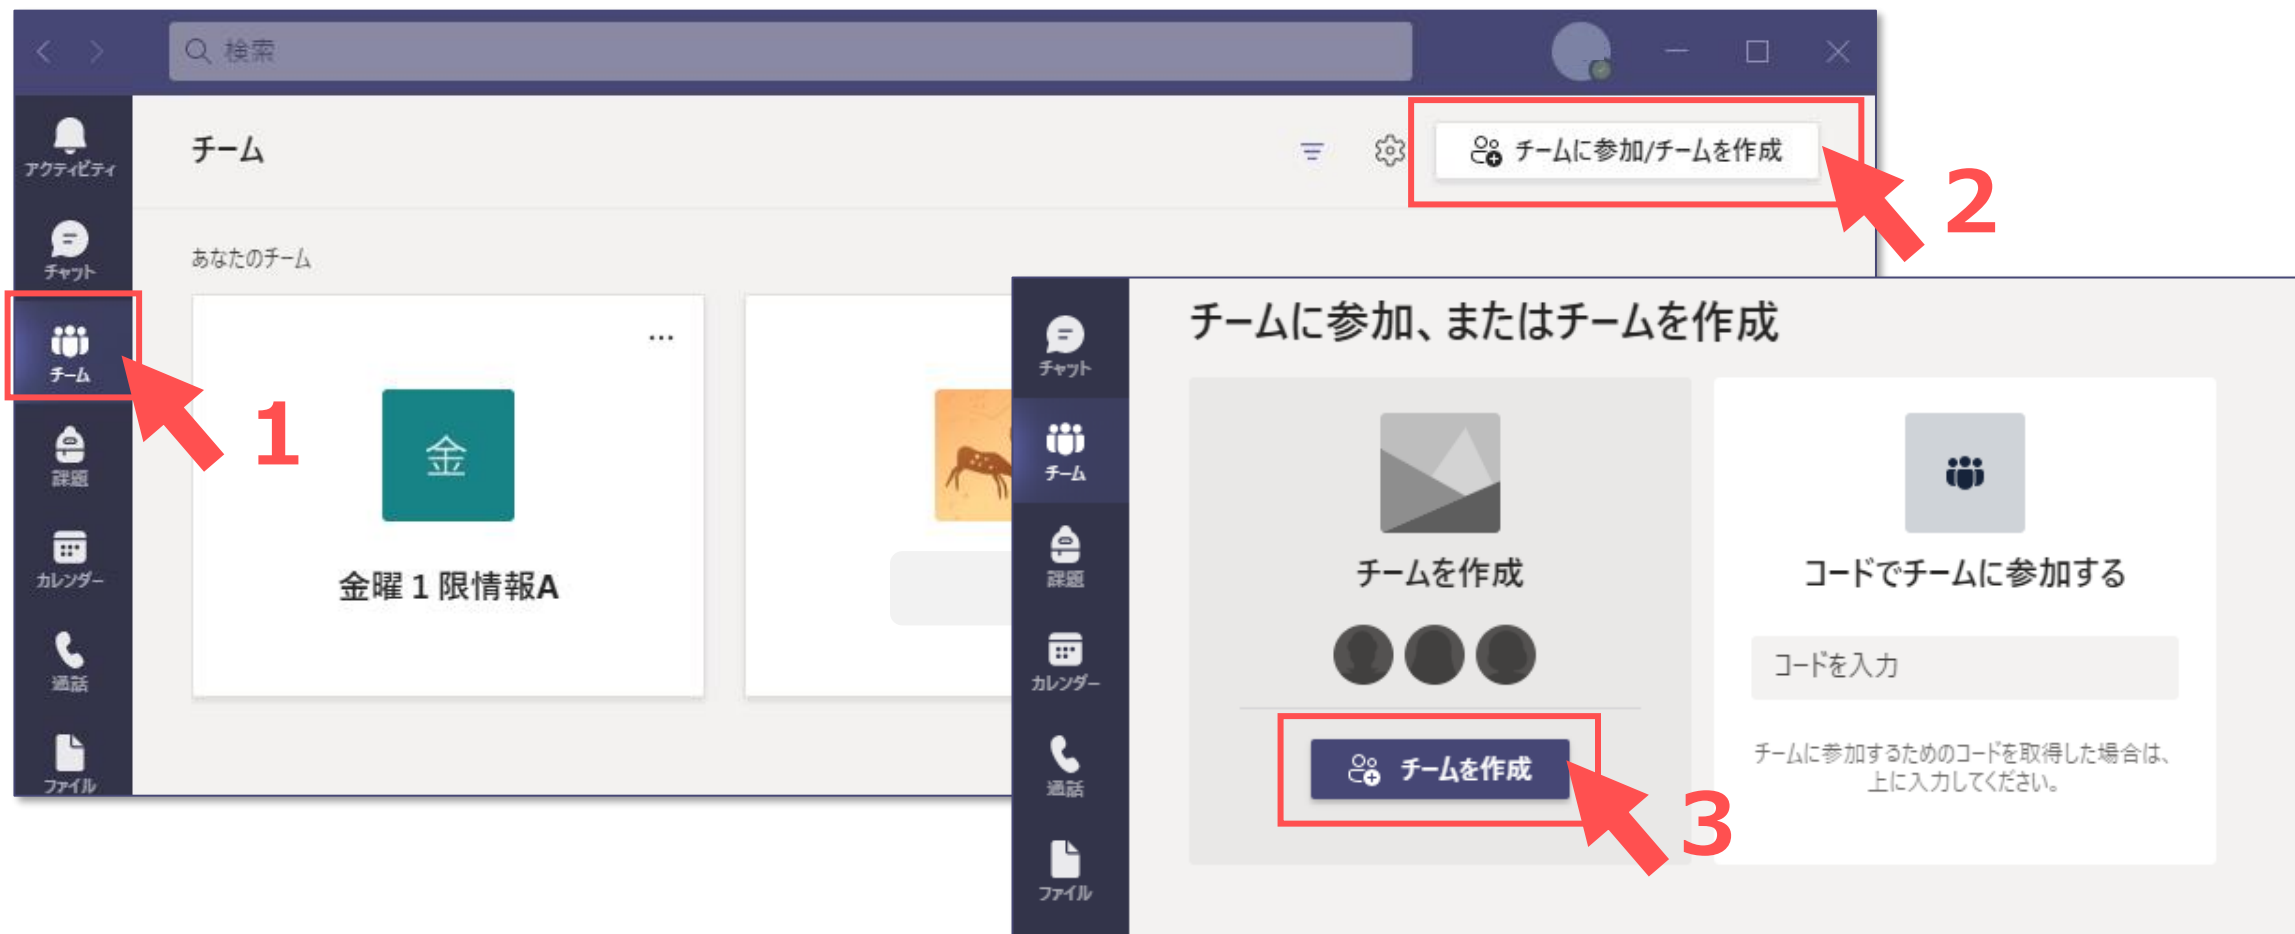 検索
アクティビティ
チーム
チームに参加/チームを作成
2
チャット
あなたのチーム
チーム
1
金
金曜１限情報A
課題
カレンダー
通話
ファイル
チームに参加、またはチームを作成
チャット
チーム
課題
カレンダー
通話
ファイル
チームを作成
チームを作成
3
コードでチームに参加する
コードを入力
チームに参加するためのコードを取得した場合は、
上に入力してください。